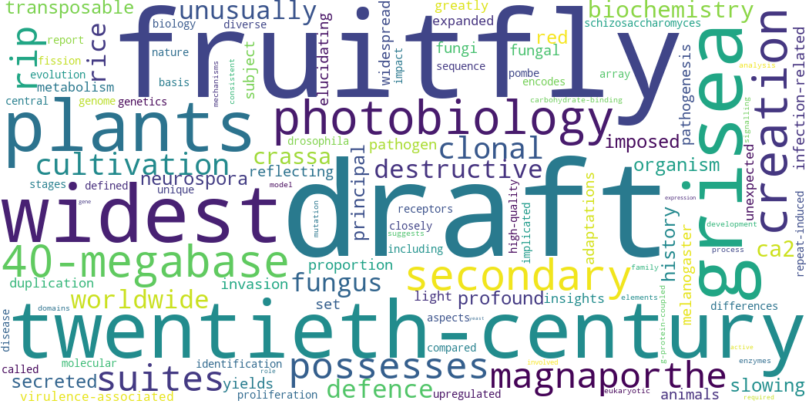 transposable
unusually
greatly
biochemistry
report
rip
rice
biology
diverse
fruitfly
widespread
expanded
schizosaccharomyces
red
fission
nature
elucidating
impact
fungi
fungal
creation
infection-related
evolution
subject
mechanisms
consistent
sequence
analysis
metabolism
basis
pombe
array
pathogenesis
central
genome
genetics
encodes
carbohydrate-binding
grisea
signalling
plants
photobiology
imposed
drosophila
pathogen
clonal
cultivation
crassa
reflecting
destructive
organism
unexpected
repeat-induced
stages
defined
neurospora
unique
model
principal
high-quality
implicated
adaptations
expression
gene
widest
draft
mutation
receptors
closely
suggests
including
history
development
process
ca2
40-megabase
proportion
secondary
family
melanogaster
duplication
invasion
fungus
insights
elements
worldwide
set
light
profound
differences
disease
domains
twentieth-century
aspects
yeast
g-protein-coupled
compared
active
called
molecular
identification
role
possesses
involved
enzymes
secreted
suites
yields
magnaporthe
slowing
virulence-associated
proliferation
defence
upregulated
eukaryotic
animals
required